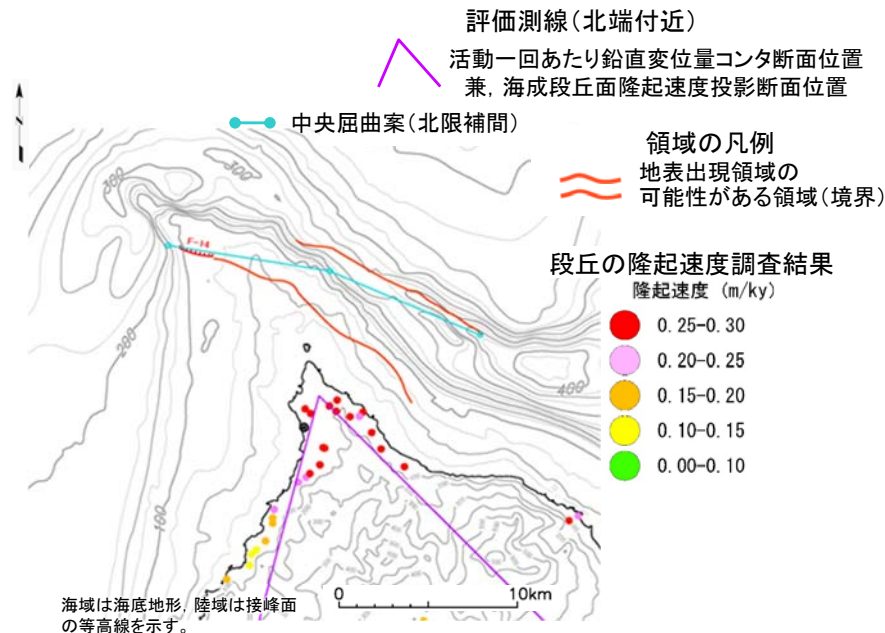 評価測線(北端付近)
活動一回あたり鉛直変位量コンタ断面位置
兼，海成段丘面隆起速度投影断面位置
中央屈曲案(北限補間)
領域の凡例
地表出現領域の
可能性がある領域(境界)
300
300
F-14
段丘の隆起速度調査結果
隆起速度 (m/ky)
0.25-0.30
0.20-0.25
0.15-0.20
0.10-0.15
0.00-0.10
200
400
100
0 10km
海域は海底地形，陸域は接峰面
の等高線を示す。